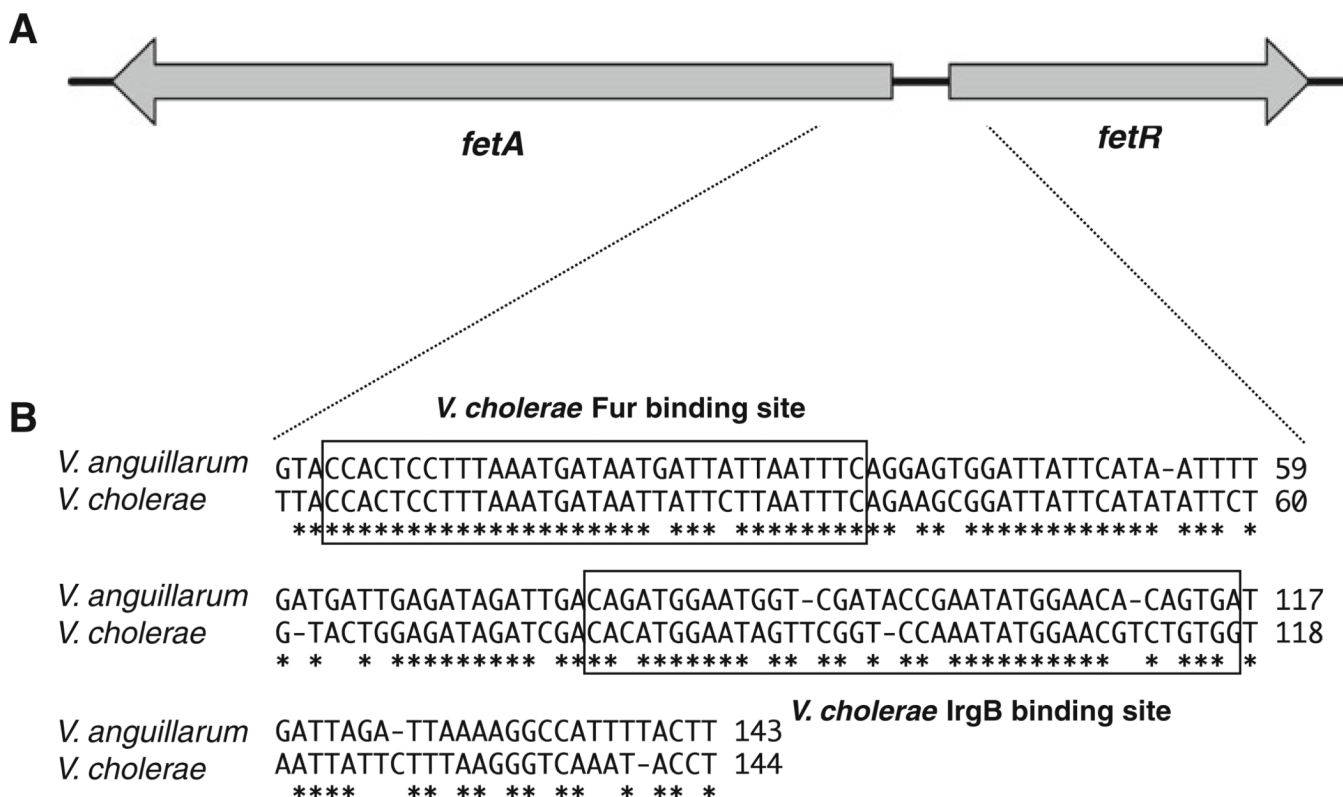 A
fetA
fetR
B
V. cholerae Fur binding site
V. anguillarum GTACCACTCCTTTAAATGATAATGATTATTAATTTCAGGAGTGGATTATTCATA-ATTTT 59
V. cholerae TTACCACTCCTTTAAATGATAATTATTCTTAATTTCAGAAGCGGATTATTCATATATTCT 60
********************** *** ********** ** ************ *** *
V. anguillarum GATGATTGAGATAGATTGACAGATGGAATGGT-CGATACCGAATATGGAACA-CAGTGAT 117
V. cholerae G-TACTGGAGATAGATCGACACATGGAATAGTTCGGT-CCAAATATGGAACGTCTGTGGT 118
* *  * ********* **** ******* ** ** * ** **********  * *** *
V. cholerae IrgB binding site
V. anguillarum GATTAGA-TTAAAAGGCCATTTTACTT 143
V. cholerae AATTATTCTTTAAGGGTCAAAT-ACCT 144
****   ** ** ** **  * ** *